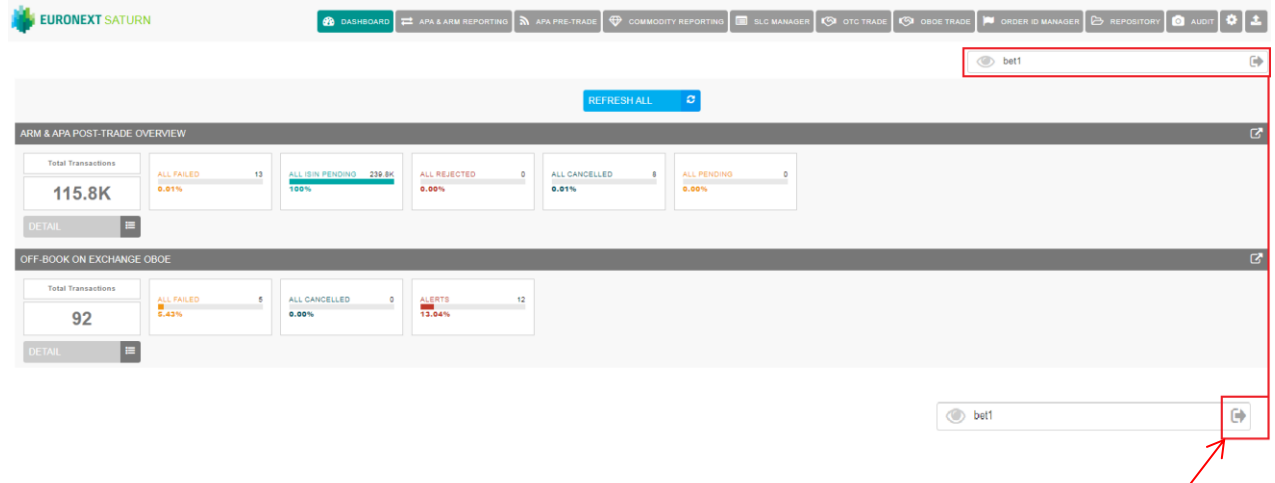 EURONEXT SATURN
DASHBOARD APA & ARM REPORTING APA PRE-TRADE COMMODITY REPORTING SLC MANAGER OTC TRADE OBOE TRADE ORDER ID MANAGER REPOSITORY AUDIT
bet1
REFRESH ALL
ARM & APA POST-TRADE OVERVIEW
Total Transactions
115.8K
DETAIL
ALL FAILED 13
0.01%
ALL ISIN PENDING 239.8K
100%
ALL REJECTED 0
0.00%
ALL CANCELLED 8
0.01%
ALL PENDING 0
0.00%
OFF-BOOK ON EXCHANGE OBOE
Total Transactions
92
DETAIL
ALL FAILED 5
5.43%
ALL CANCELLED 0
0.00%
ALERTS 12
13.04%
bet1